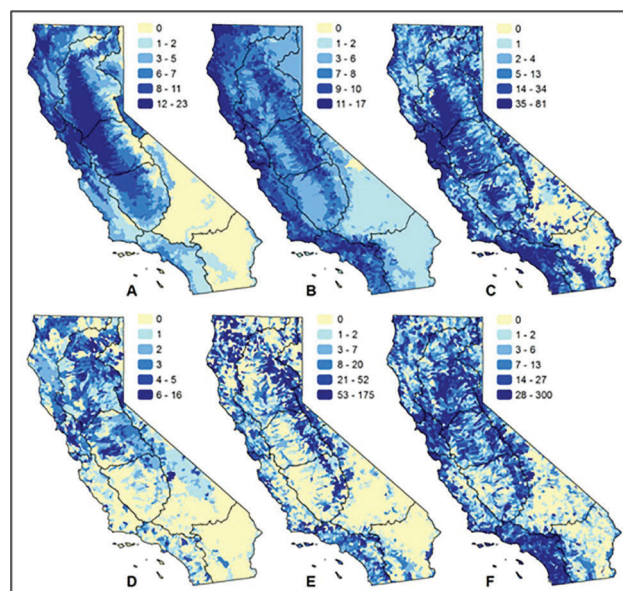 0
1 - 2
3 - 5
6 - 7
8 - 11
12 - 23
A
0
1 - 2
3 - 6
7 - 8
9 - 10
11 - 17
B
0
1
2 - 4
5 - 13
14 - 34
35 - 81
C
0
1
2
3
4 - 5
6 - 16
D
0
1 - 2
3 - 7
8 - 20
21 - 52
53 - 175
E
0
1 - 2
3 - 6
7 - 13
14 - 27
28 - 300
F